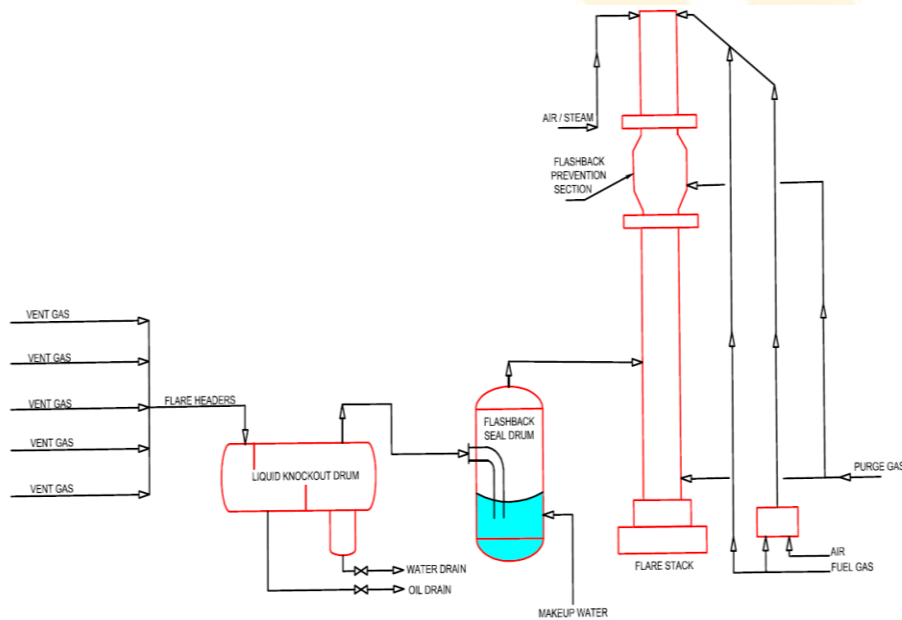 AIR / STEAM
FLASHBACK
PREVENTION
SECTION
VENT GAS
VENT GAS
VENT GAS
VENT GAS
VENT GAS
FLARE HEADERS
LIQUID KNOCKOUT DRUM
FLASHBACK
SEAL DRUM
WATER DRAIN
OIL DRAIN
MAKEUP WATER
FLARE STACK
PURGE GAS
AIR
FUEL GAS